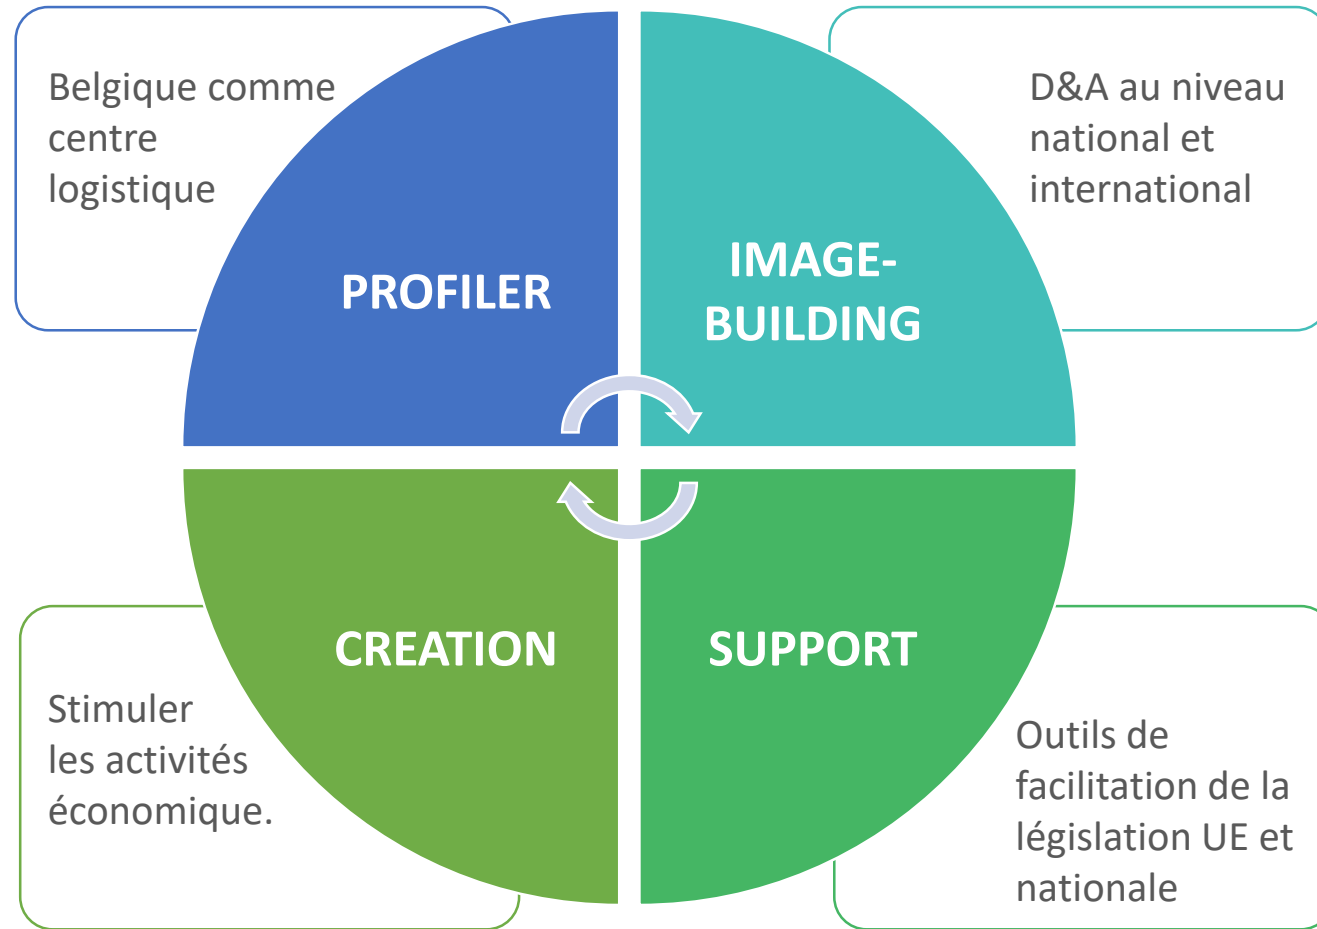 Belgique comme
centre
logistique
PROFILER
IMAGE-
BUILDING
D&A au niveau
national et
international
Stimuler
les activités
économique.
CREATION
SUPPORT
Outils de
facilitation de la
législation UE et
nationale